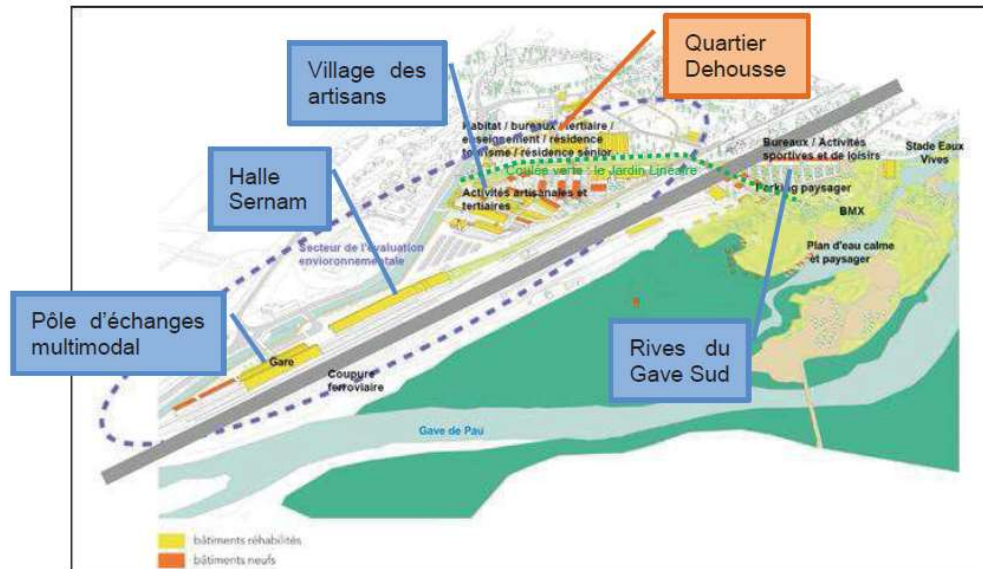 Quartier
Dehousse
Village des
artisans
Habitat / bureaux / tertiaire /
enseignement / résidence
tourisme / résidence sénior
Bureaux / Activités
sportives et de loisirs
Stade Eaux
Vives
Coulée verte : le Jardin Linéaire
Halle
Sernam
Activités artisanales et
tertiaires
Parking paysager
BMX
Secteur de l'évaluation
environnementale
Plan d'eau calme
et paysager
Pôle d'échanges
multimodal
Gare
Coupure
ferroviaire
Rives du
Gave Sud
Gave de Pau
bâtiments réhabilités
bâtiments neufs